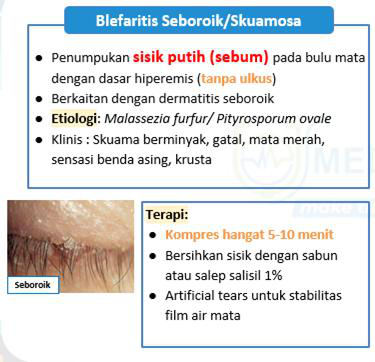 Blefaritis Seboroik/Skuamosa
● Penumpukan sisik putih (sebum) pada bulu mata
dengan dasar hiperemis (tanpa ulkus)
● Berkaitan dengan dermatitis seboroik
● Etiologi: Malassezia furfur/ Pityrosporum ovale
● Klinis : Skuama berminyak, gatal, mata merah,
sensasi benda asing, krusta
Seboroik
Terapi:
● Kompres hangat 5-10 menit
● Bersihkan sisik dengan sabun
atau salep salisil 1%
● Artificial tears untuk stabilitas
film air mata